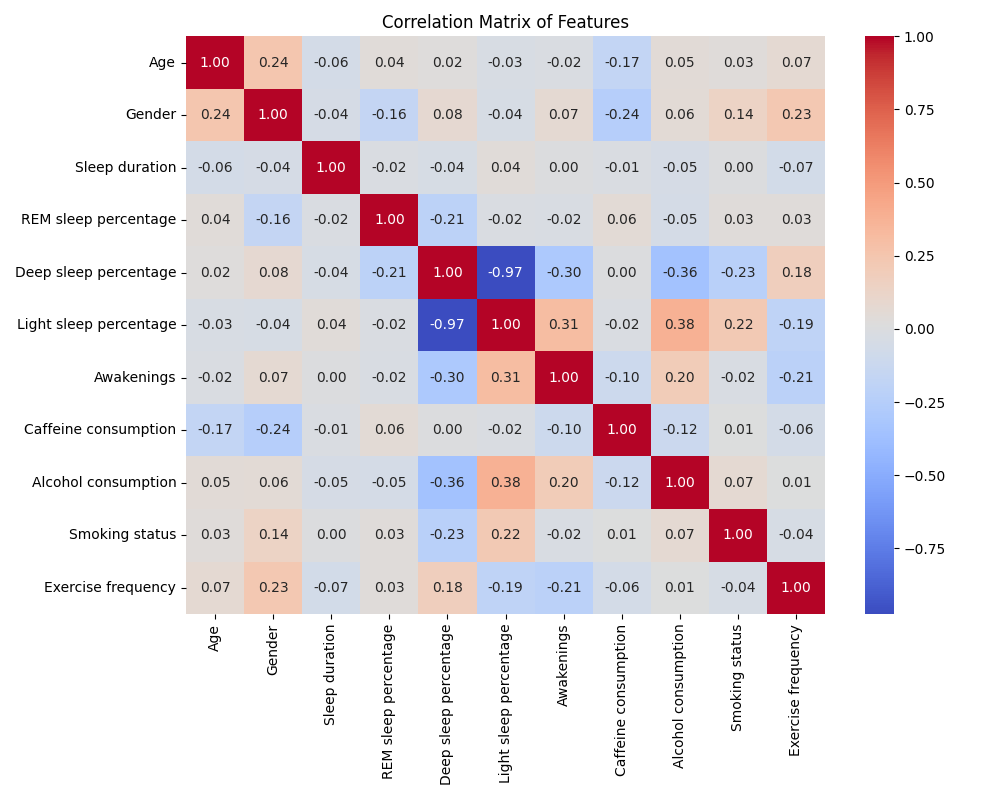 Correlation Matrix of Features
Age 1.00 0.24 -0.06 0.04 0.02 -0.03 -0.02 -0.17 0.05 0.03 0.07
Gender 0.24 1.00 -0.04 -0.16 0.08 -0.04 0.07 -0.24 0.06 0.14 0.23
Sleep duration -0.06 -0.04 1.00 -0.02 -0.04 0.04 0.00 -0.01 -0.05 0.00 -0.07
REM sleep percentage 0.04 -0.16 -0.02 1.00 -0.21 -0.02 -0.02 0.06 -0.05 0.03 0.03
Deep sleep percentage 0.02 0.08 -0.04 -0.21 1.00 -0.97 -0.30 0.00 -0.36 -0.23 0.18
Light sleep percentage -0.03 -0.04 0.04 -0.02 -0.97 1.00 0.31 -0.02 0.38 0.22 -0.19
Awakenings -0.02 0.07 0.00 -0.02 -0.30 0.31 1.00 -0.10 0.20 -0.02 -0.21
Caffeine consumption -0.17 -0.24 -0.01 0.06 0.00 -0.02 -0.10 1.00 -0.12 0.01 -0.06
Alcohol consumption 0.05 0.06 -0.05 -0.05 -0.36 0.38 0.20 -0.12 1.00 0.07 0.01
Smoking status 0.03 0.14 0.00 0.03 -0.23 0.22 -0.02 0.01 0.07 1.00 -0.04
Exercise frequency 0.07 0.23 -0.07 0.03 0.18 -0.19 -0.21 -0.06 0.01 -0.04 1.00
Age
Gender
Sleep duration
REM sleep percentage
Deep sleep percentage
Light sleep percentage
Awakenings
Caffeine consumption
Alcohol consumption
Smoking status
Exercise frequency
1.00
0.75
0.50
0.25
0.00
−0.25
−0.50
−0.75